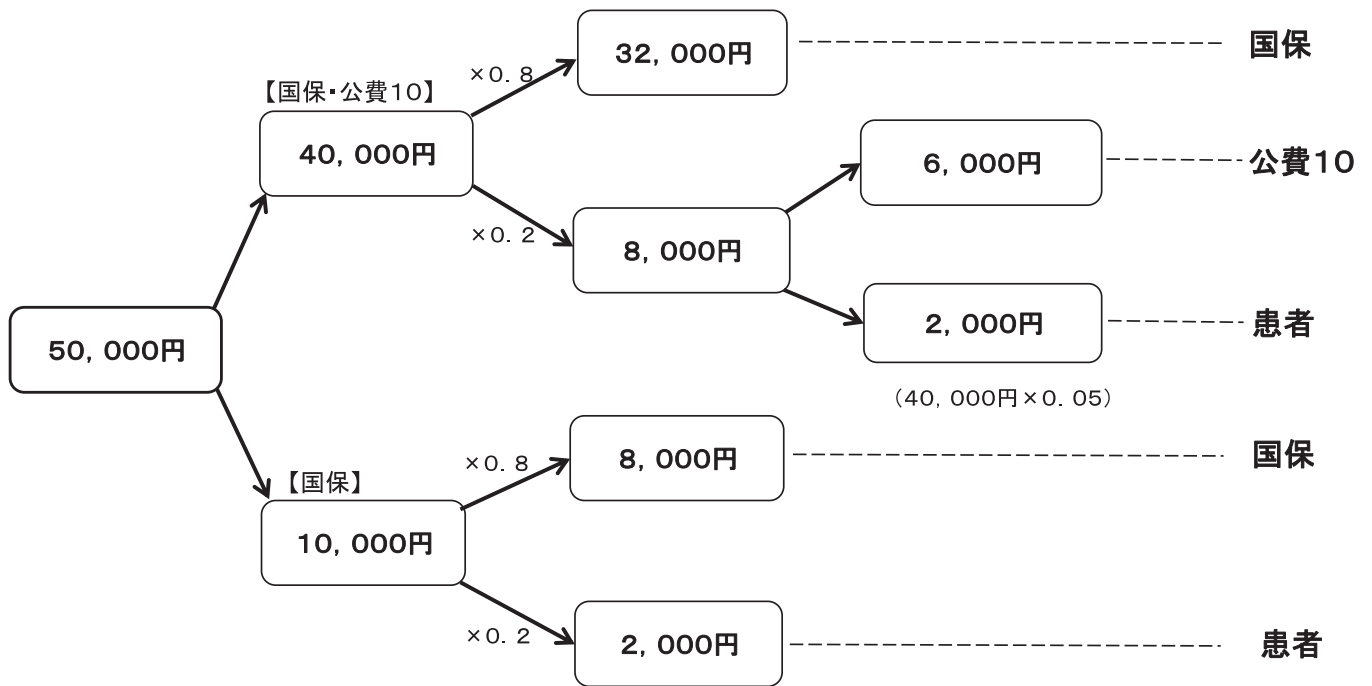 32, 000円
国保
×0. 8
【国保・公費10】
40, 000円
6, 000円
公費10
×0. 2
8, 000円
2, 000円
患者
50, 000円
(40, 000円×0. 05)
×0. 8
8, 000円
国保
【国保】
10, 000円
×0. 2
2, 000円
患者